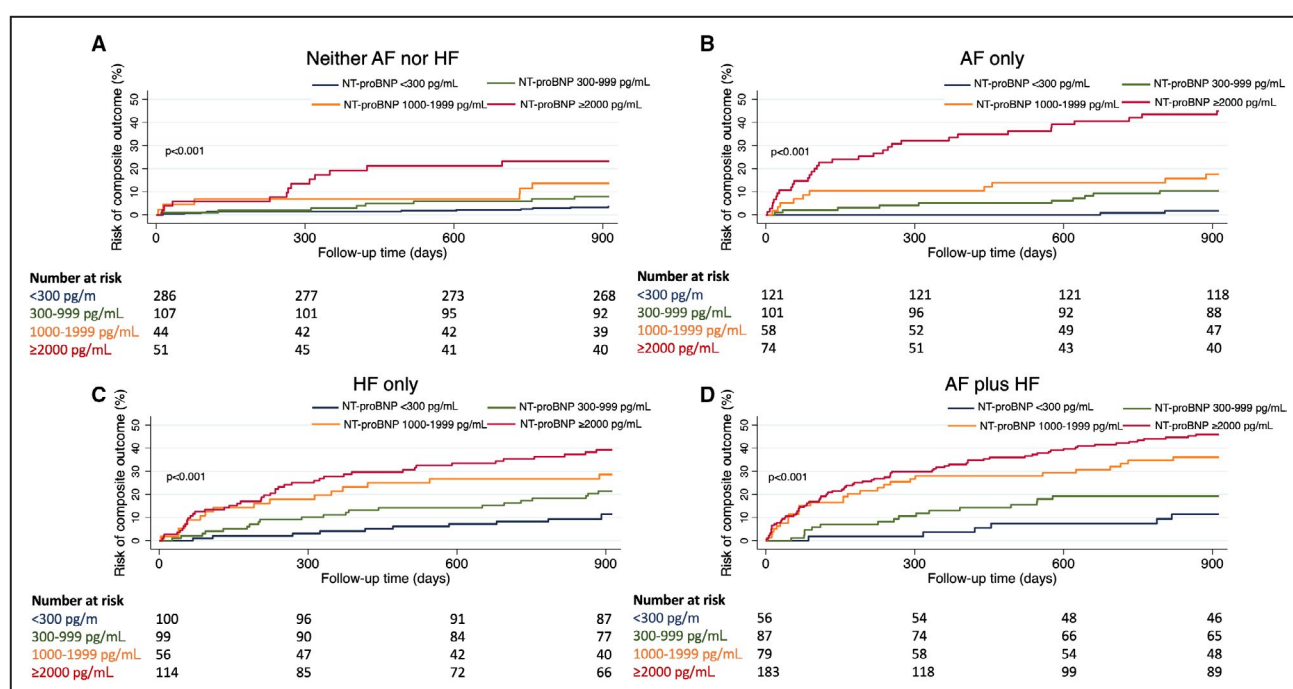 A
Neither AF nor HF
NT-proBNP <300 pg/mL NT-proBNP 300-999 pg/mL
NT-proBNP 1000-1999 pg/mL NT-proBNP ≥2000 pg/mL
Risk of composite outcome (%)
50
40
30
20
10
0
p<0.001
0 300 600 900
Follow-up time (days)
Number at risk
<300 pg/m 286 277 273 268
300-999 pg/mL 107 101 95 92
1000-1999 pg/mL 44 42 42 39
≥2000 pg/mL 51 45 41 40
B
AF only
NT-proBNP <300 pg/mL NT-proBNP 300-999 pg/mL
NT-proBNP 1000-1999 pg/mL NT-proBNP ≥2000 pg/mL
Risk of composite outcome (%)
50
40
30
20
10
0
p<0.001
0 300 600 900
Follow-up time (days)
Number at risk
<300 pg/m 121 121 121 118
300-999 pg/mL 101 96 92 88
1000-1999 pg/mL 58 52 49 47
≥2000 pg/mL 74 51 43 40
C
HF only
NT-proBNP <300 pg/mL NT-proBNP 300-999 pg/mL
NT-proBNP 1000-1999 pg/mL NT-proBNP ≥2000 pg/mL
Risk of composite outcome (%)
50
40
30
20
10
0
p<0.001
0 300 600 900
Follow-up time (days)
Number at risk
<300 pg/m 100 96 91 87
300-999 pg/mL 99 90 84 77
1000-1999 pg/mL 56 47 42 40
≥2000 pg/mL 114 85 72 66
D
AF plus HF
NT-proBNP <300 pg/mL NT-proBNP 300-999 pg/mL
NT-proBNP 1000-1999 pg/mL NT-proBNP ≥2000 pg/mL
Risk of composite outcome (%)
50
40
30
20
10
0
p<0.001
0 300 600 900
Follow-up time (days)
Number at risk
<300 pg/m 56 54 48 46
300-999 pg/mL 87 74 66 65
1000-1999 pg/mL 79 58 54 48
≥2000 pg/mL 183 118 99 89